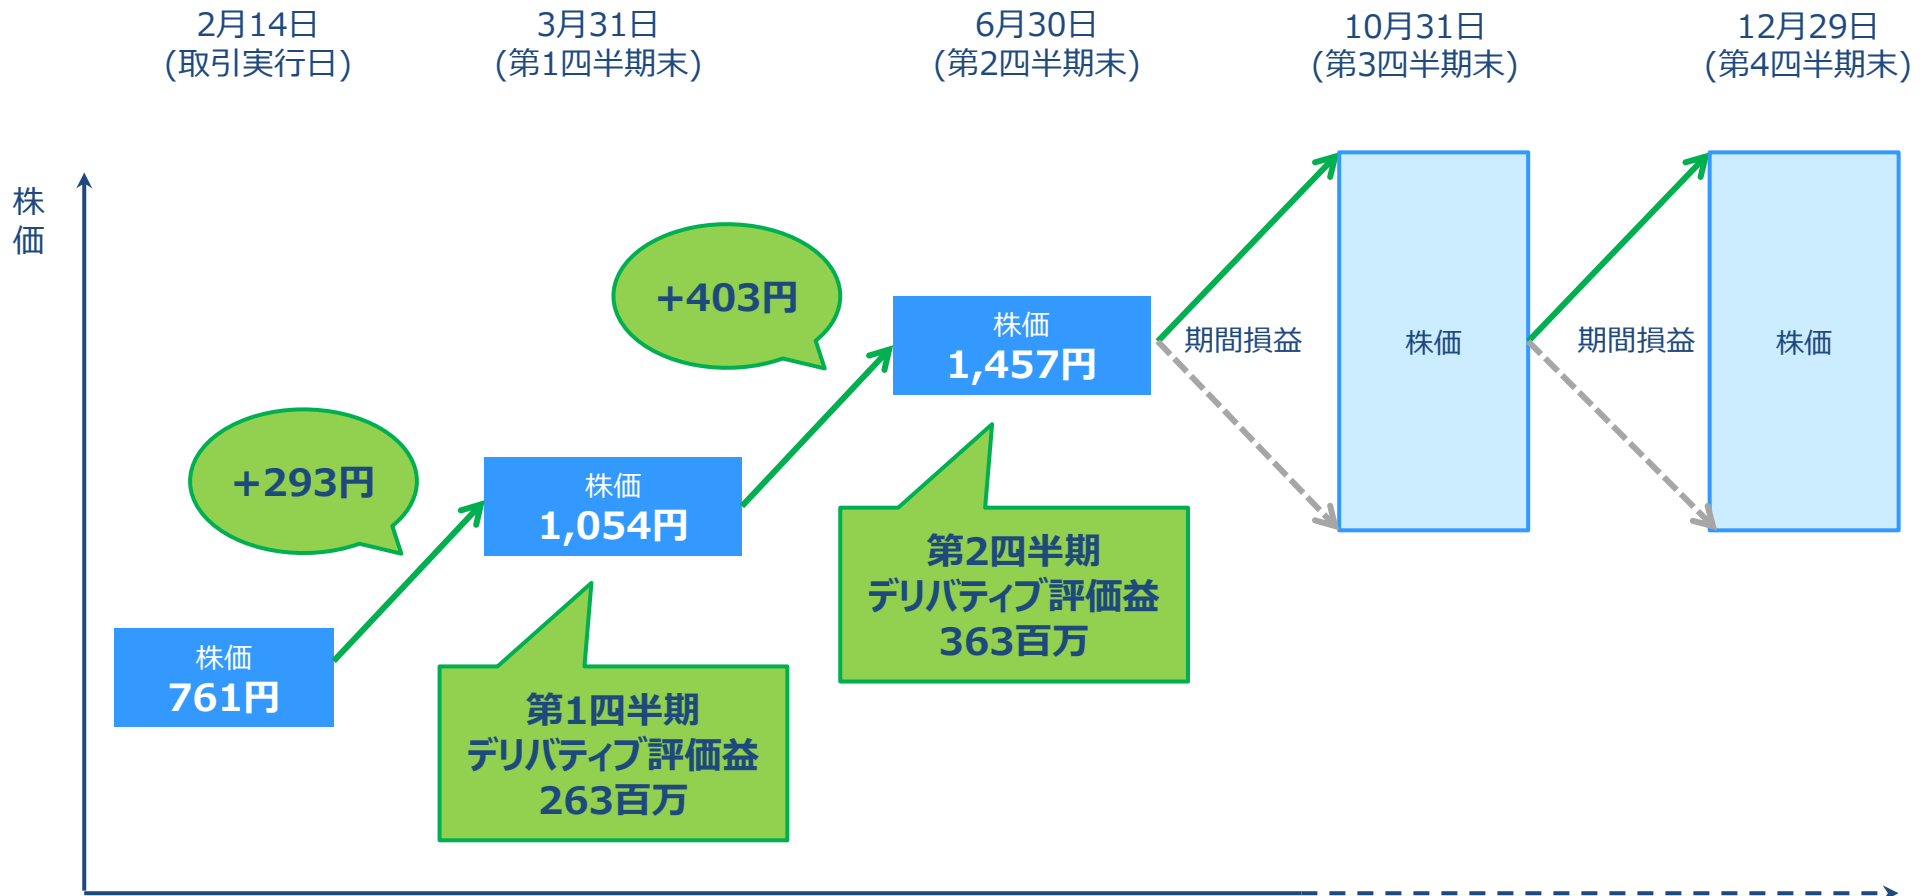 2月14日
(取引実行日)
3月31日
(第1四半期末)
6月30日
(第2四半期末)
10月31日
(第3四半期末)
12月29日
(第4四半期末)
株
価
+403円
株価
1,457円
期間損益
株価
期間損益
株価
+293円
株価
1,054円
第2四半期
デリバティブ評価益
363百万
株価
761円
第1四半期
デリバティブ評価益
263百万